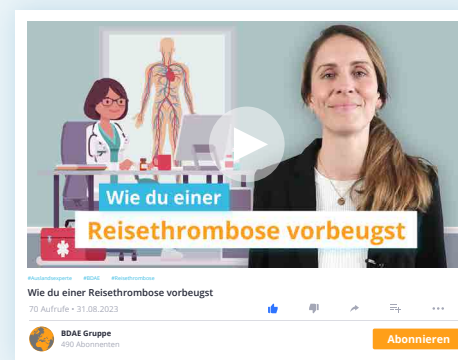 Wie du einer
Reisethrombose vorbeugst
#Auslandsexperte #BDAE #Reisethrombose
Wie du einer Reisethrombose vorbeugst
70 Aufrufe • 31.08.2023
BDAE Gruppe
490 Abonnenten
Abonnieren